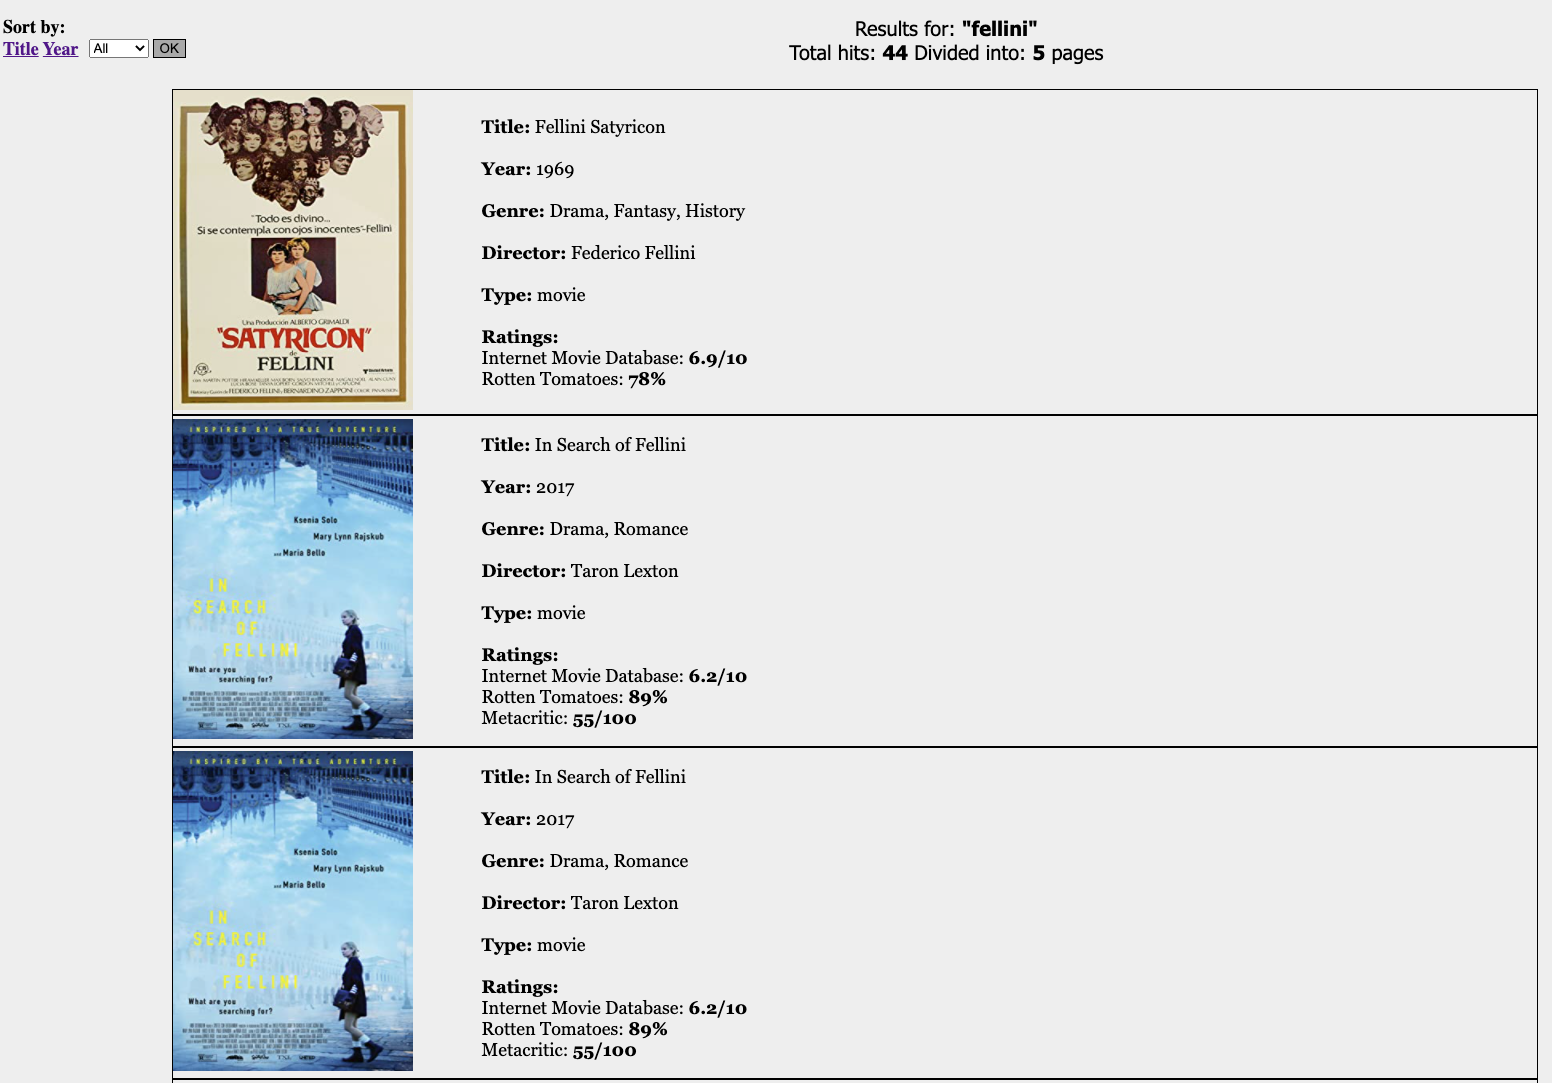 Sort by:
Title Year All OK
Results for: "fellini"
Total hits: 44 Divided into: 5 pages
"Todo es divino...
Si se contempla con ojos inocentes"-Fellini
Una Producción ALBERTO GRIMALDI
"SATYRICON"
de
FELLINI
Title: Fellini Satyricon
Year: 1969
Genre: Drama, Fantasy, History
Director: Federico Fellini
Type: movie
Ratings:
Internet Movie Database: 6.9/10
Rotten Tomatoes: 78%
INSPIRED BY A TRUE ADVENTURE
Ksenia Solo
Mary Lynn Rajskub
and Maria Bello
IN
SEARCH
OF
FELLINI
What are you
searching for?
Title: In Search of Fellini
Year: 2017
Genre: Drama, Romance
Director: Taron Lexton
Type: movie
Ratings:
Internet Movie Database: 6.2/10
Rotten Tomatoes: 89%
Metacritic: 55/100
INSPIRED BY A TRUE ADVENTURE
Ksenia Solo
Mary Lynn Rajskub
and Maria Bello
IN
SEARCH
OF
FELLINI
What are you
searching for?
Title: In Search of Fellini
Year: 2017
Genre: Drama, Romance
Director: Taron Lexton
Type: movie
Ratings:
Internet Movie Database: 6.2/10
Rotten Tomatoes: 89%
Metacritic: 55/100